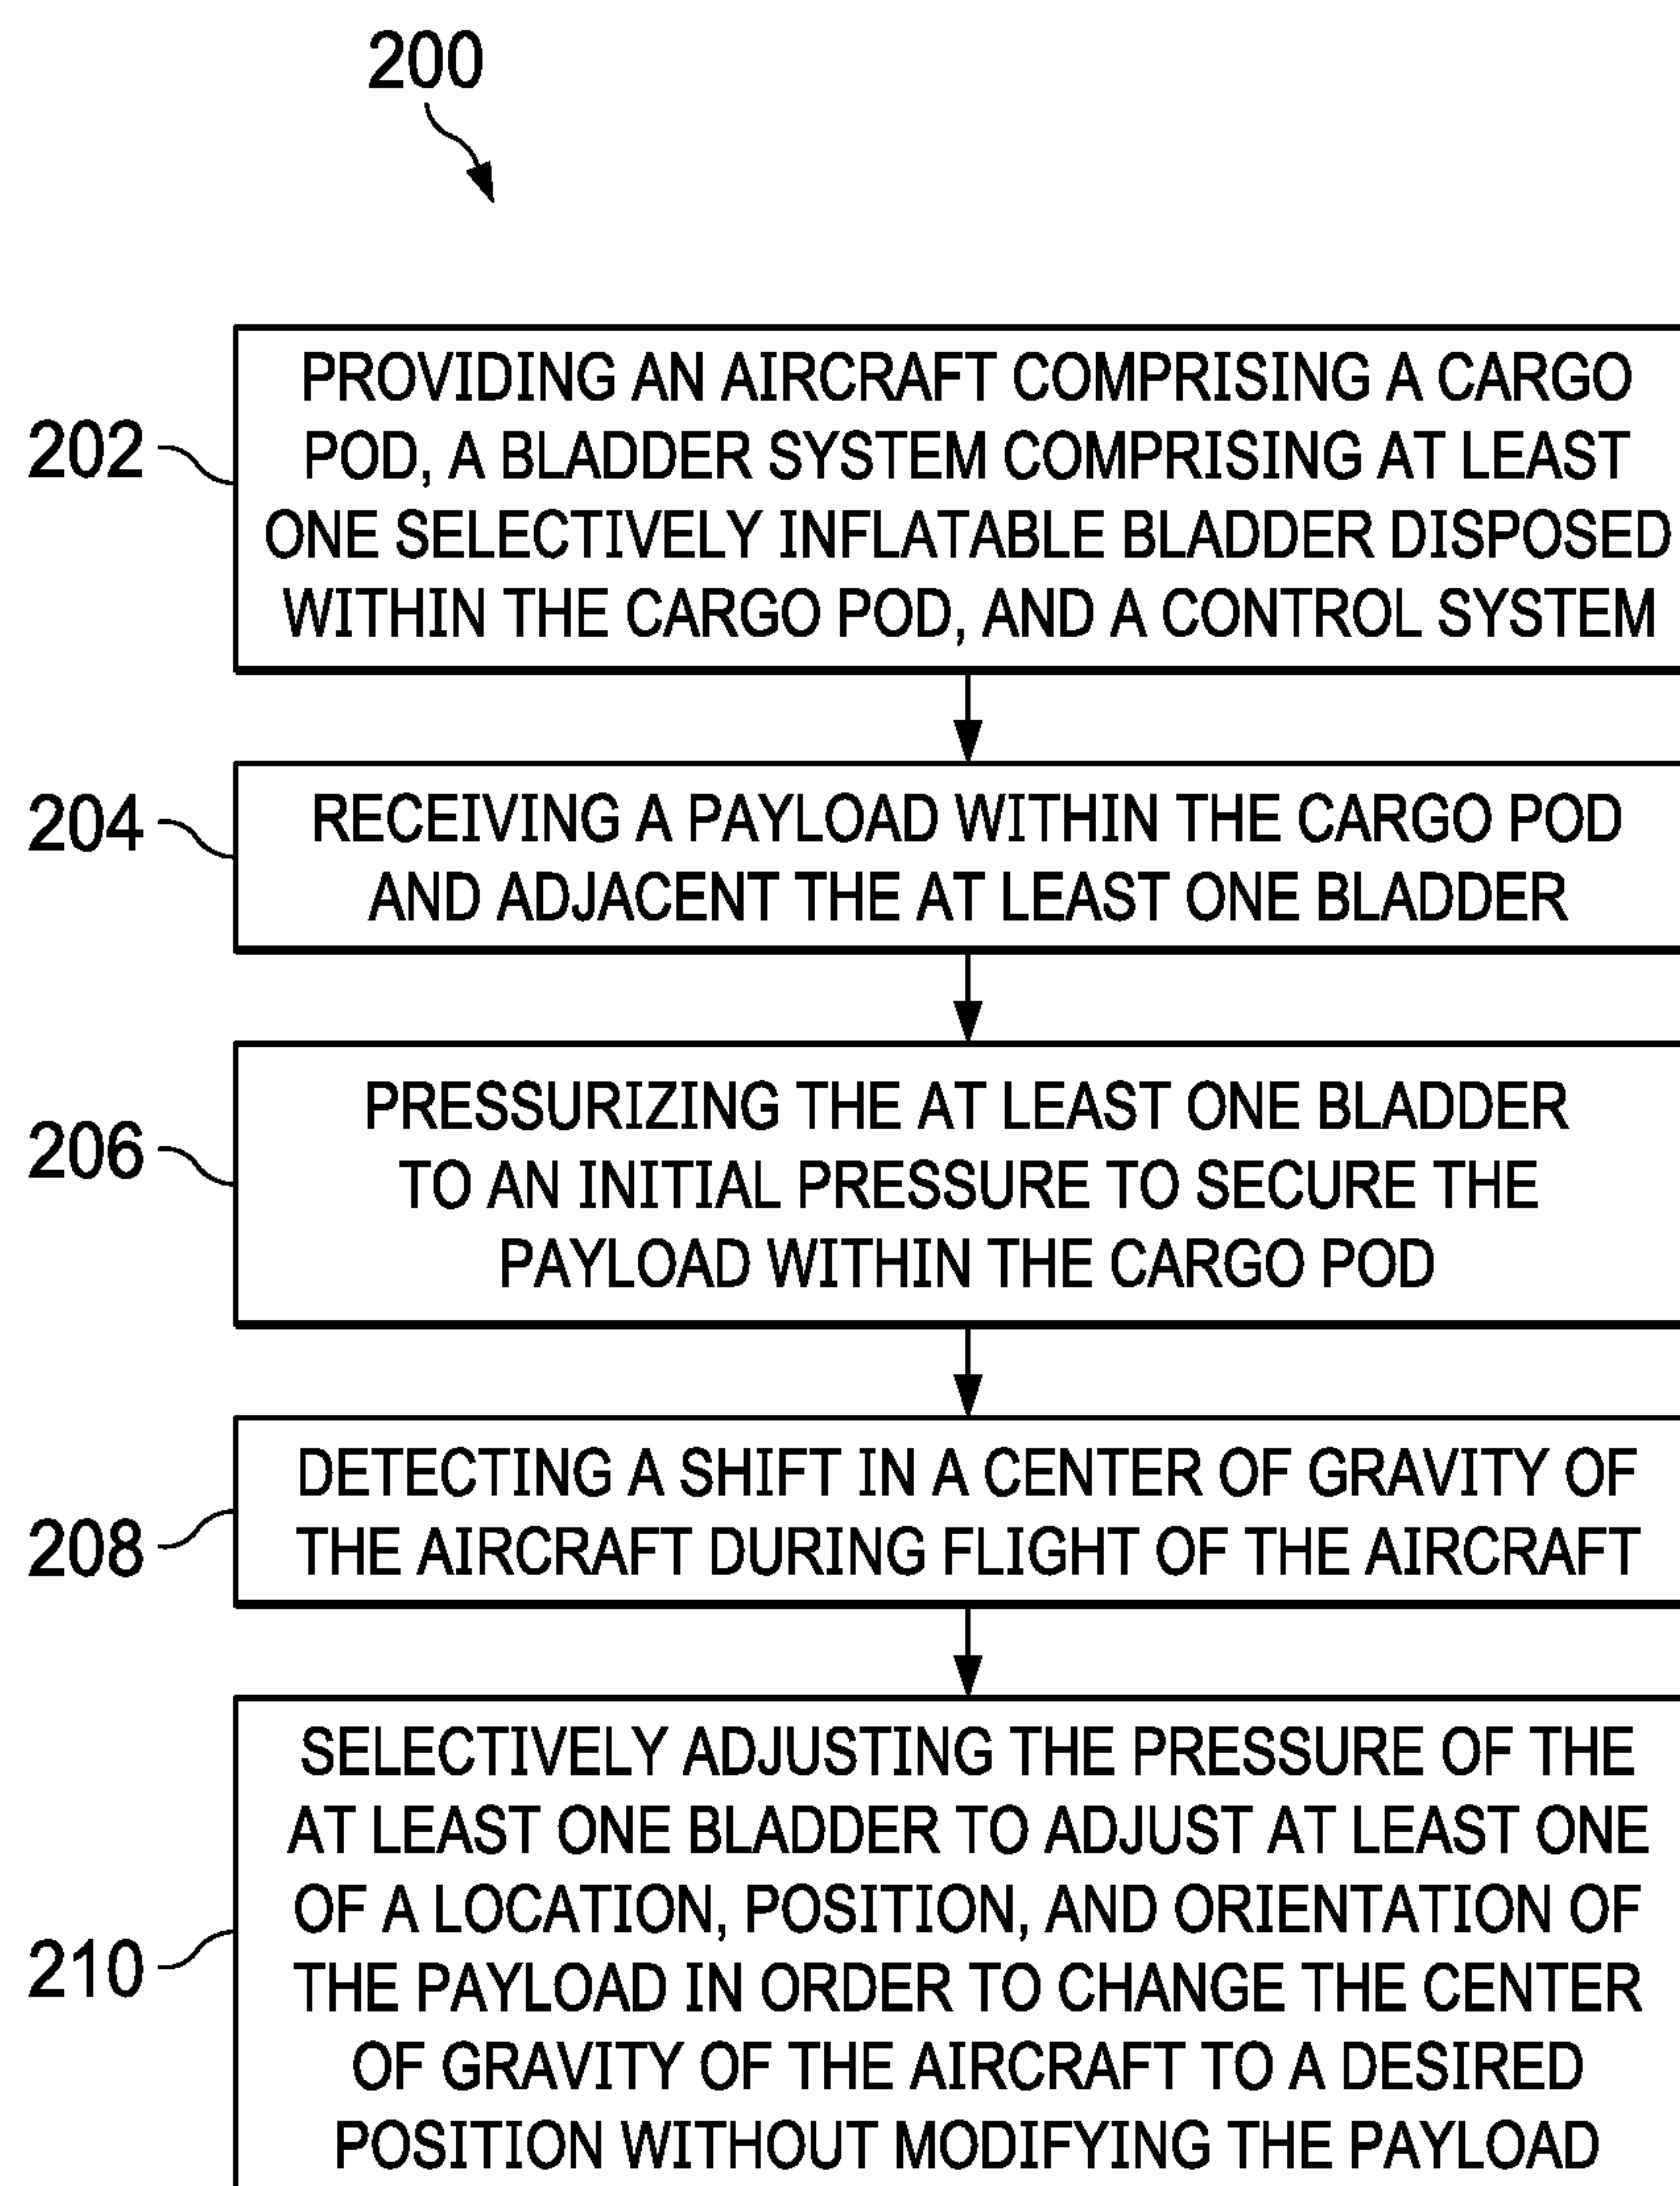 200
202
PROVIDING AN AIRCRAFT COMPRISING A CARGO
POD, A BLADDER SYSTEM COMPRISING AT LEAST
ONE SELECTIVELY INFLATABLE BLADDER DISPOSED
WITHIN THE CARGO POD, AND A CONTROL SYSTEM
204
RECEIVING A PAYLOAD WITHIN THE CARGO POD
AND ADJACENT THE AT LEAST ONE BLADDER
206
PRESSURIZING THE AT LEAST ONE BLADDER
TO AN INITIAL PRESSURE TO SECURE THE
PAYLOAD WITHIN THE CARGO POD
208
DETECTING A SHIFT IN A CENTER OF GRAVITY OF
THE AIRCRAFT DURING FLIGHT OF THE AIRCRAFT
210
SELECTIVELY ADJUSTING THE PRESSURE OF THE
AT LEAST ONE BLADDER TO ADJUST AT LEAST ONE
OF A LOCATION, POSITION, AND ORIENTATION OF
THE PAYLOAD IN ORDER TO CHANGE THE CENTER
OF GRAVITY OF THE AIRCRAFT TO A DESIRED
POSITION WITHOUT MODIFYING THE PAYLOAD